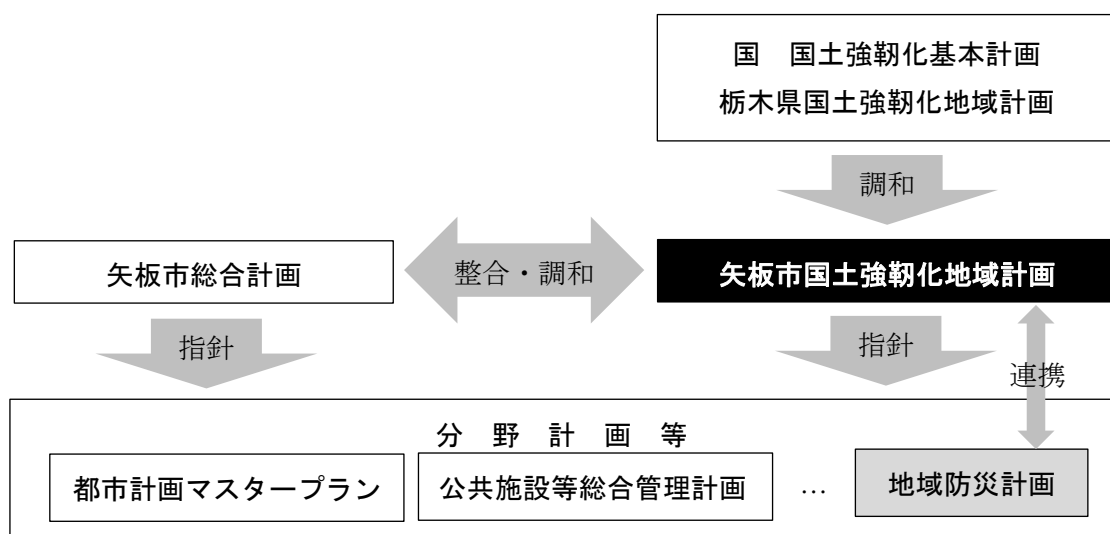 国　国土強靭化基本計画
栃木県国土強靭化地域計画
調和
矢板市総合計画
整合・調和
矢板市国土強靭化地域計画
指針
指針
連携
分　野　計　画　等
都市計画マスタープラン
公共施設等総合管理計画
…
地域防災計画